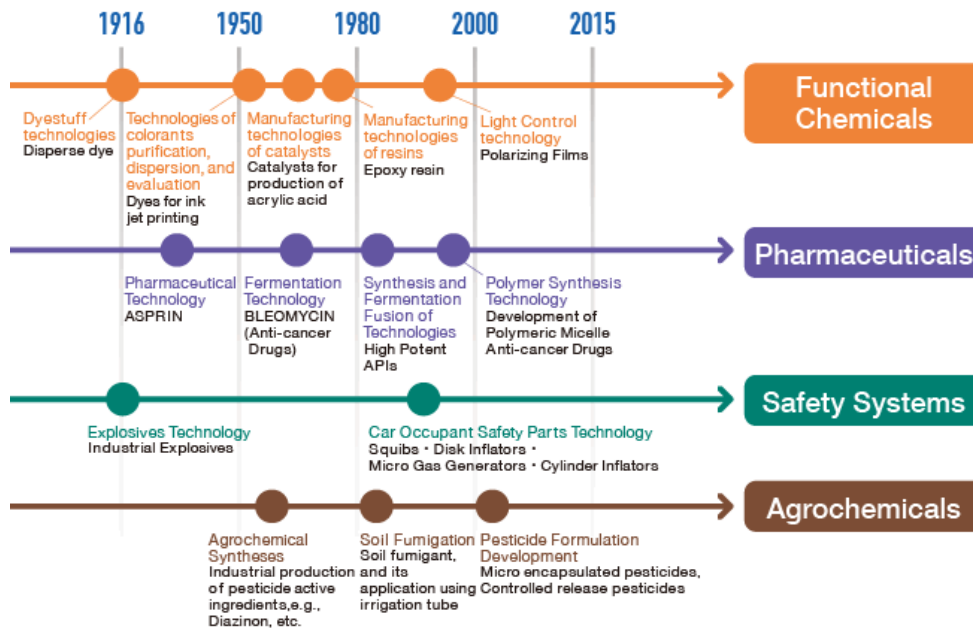 1916
1950
1980
2000
2015
Functional
Chemicals
Dyestuff
technologies
Disperse dye
Technologies of
colorants
purification,
dispersion, and
evaluation
Dyes for ink
jet printing
Manufacturing
technologies
of catalysts
Catalysts for
production of
acrylic acid
Manufacturing
technologies
of resins
Epoxy resin
Light Control
technology
Polarizing Films
Pharmaceuticals
Pharmaceutical
Technology
ASPRIN
Fermentation
Technology
BLEOMYCIN
(Anti-cancer
Drugs)
Synthesis and
Fermentation
Fusion of
Technologies
High Potent
APIs
Polymer Synthesis
Technology
Development of
Polymeric Micelle
Anti-cancer Drugs
Safety Systems
Explosives Technology
Industrial Explosives
Car Occupant Safety Parts Technology
Squibs・Disk Inflators・
Micro Gas Generators・Cylinder Inflators
Agrochemicals
Agrochemical
Syntheses
Industrial production
of pesticide active
ingredients,e.g.,
Diazinon, etc.
Soil Fumigation
Soil fumigant,
and its
application using
irrigation tube
Pesticide Formulation
Development
Micro encapsulated pesticides,
Controlled release pesticides